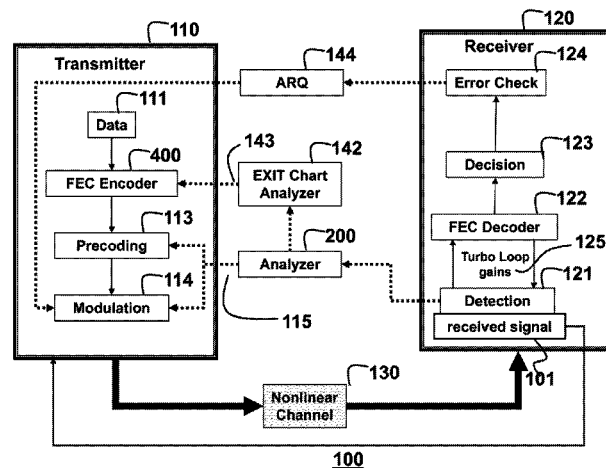 110
120
Transmitter
144
Receiver
124
ARQ
Error Check
111
Data
142
143
123
400
FEC Encoder
EXIT Chart
Analyzer
Decision
113
200
122
Precoding
FEC Decoder
114
Analyzer
Turbo Loop
gains
125
121
Modulation
115
Detection
received signal
130
101
Nonlinear
Channel
100